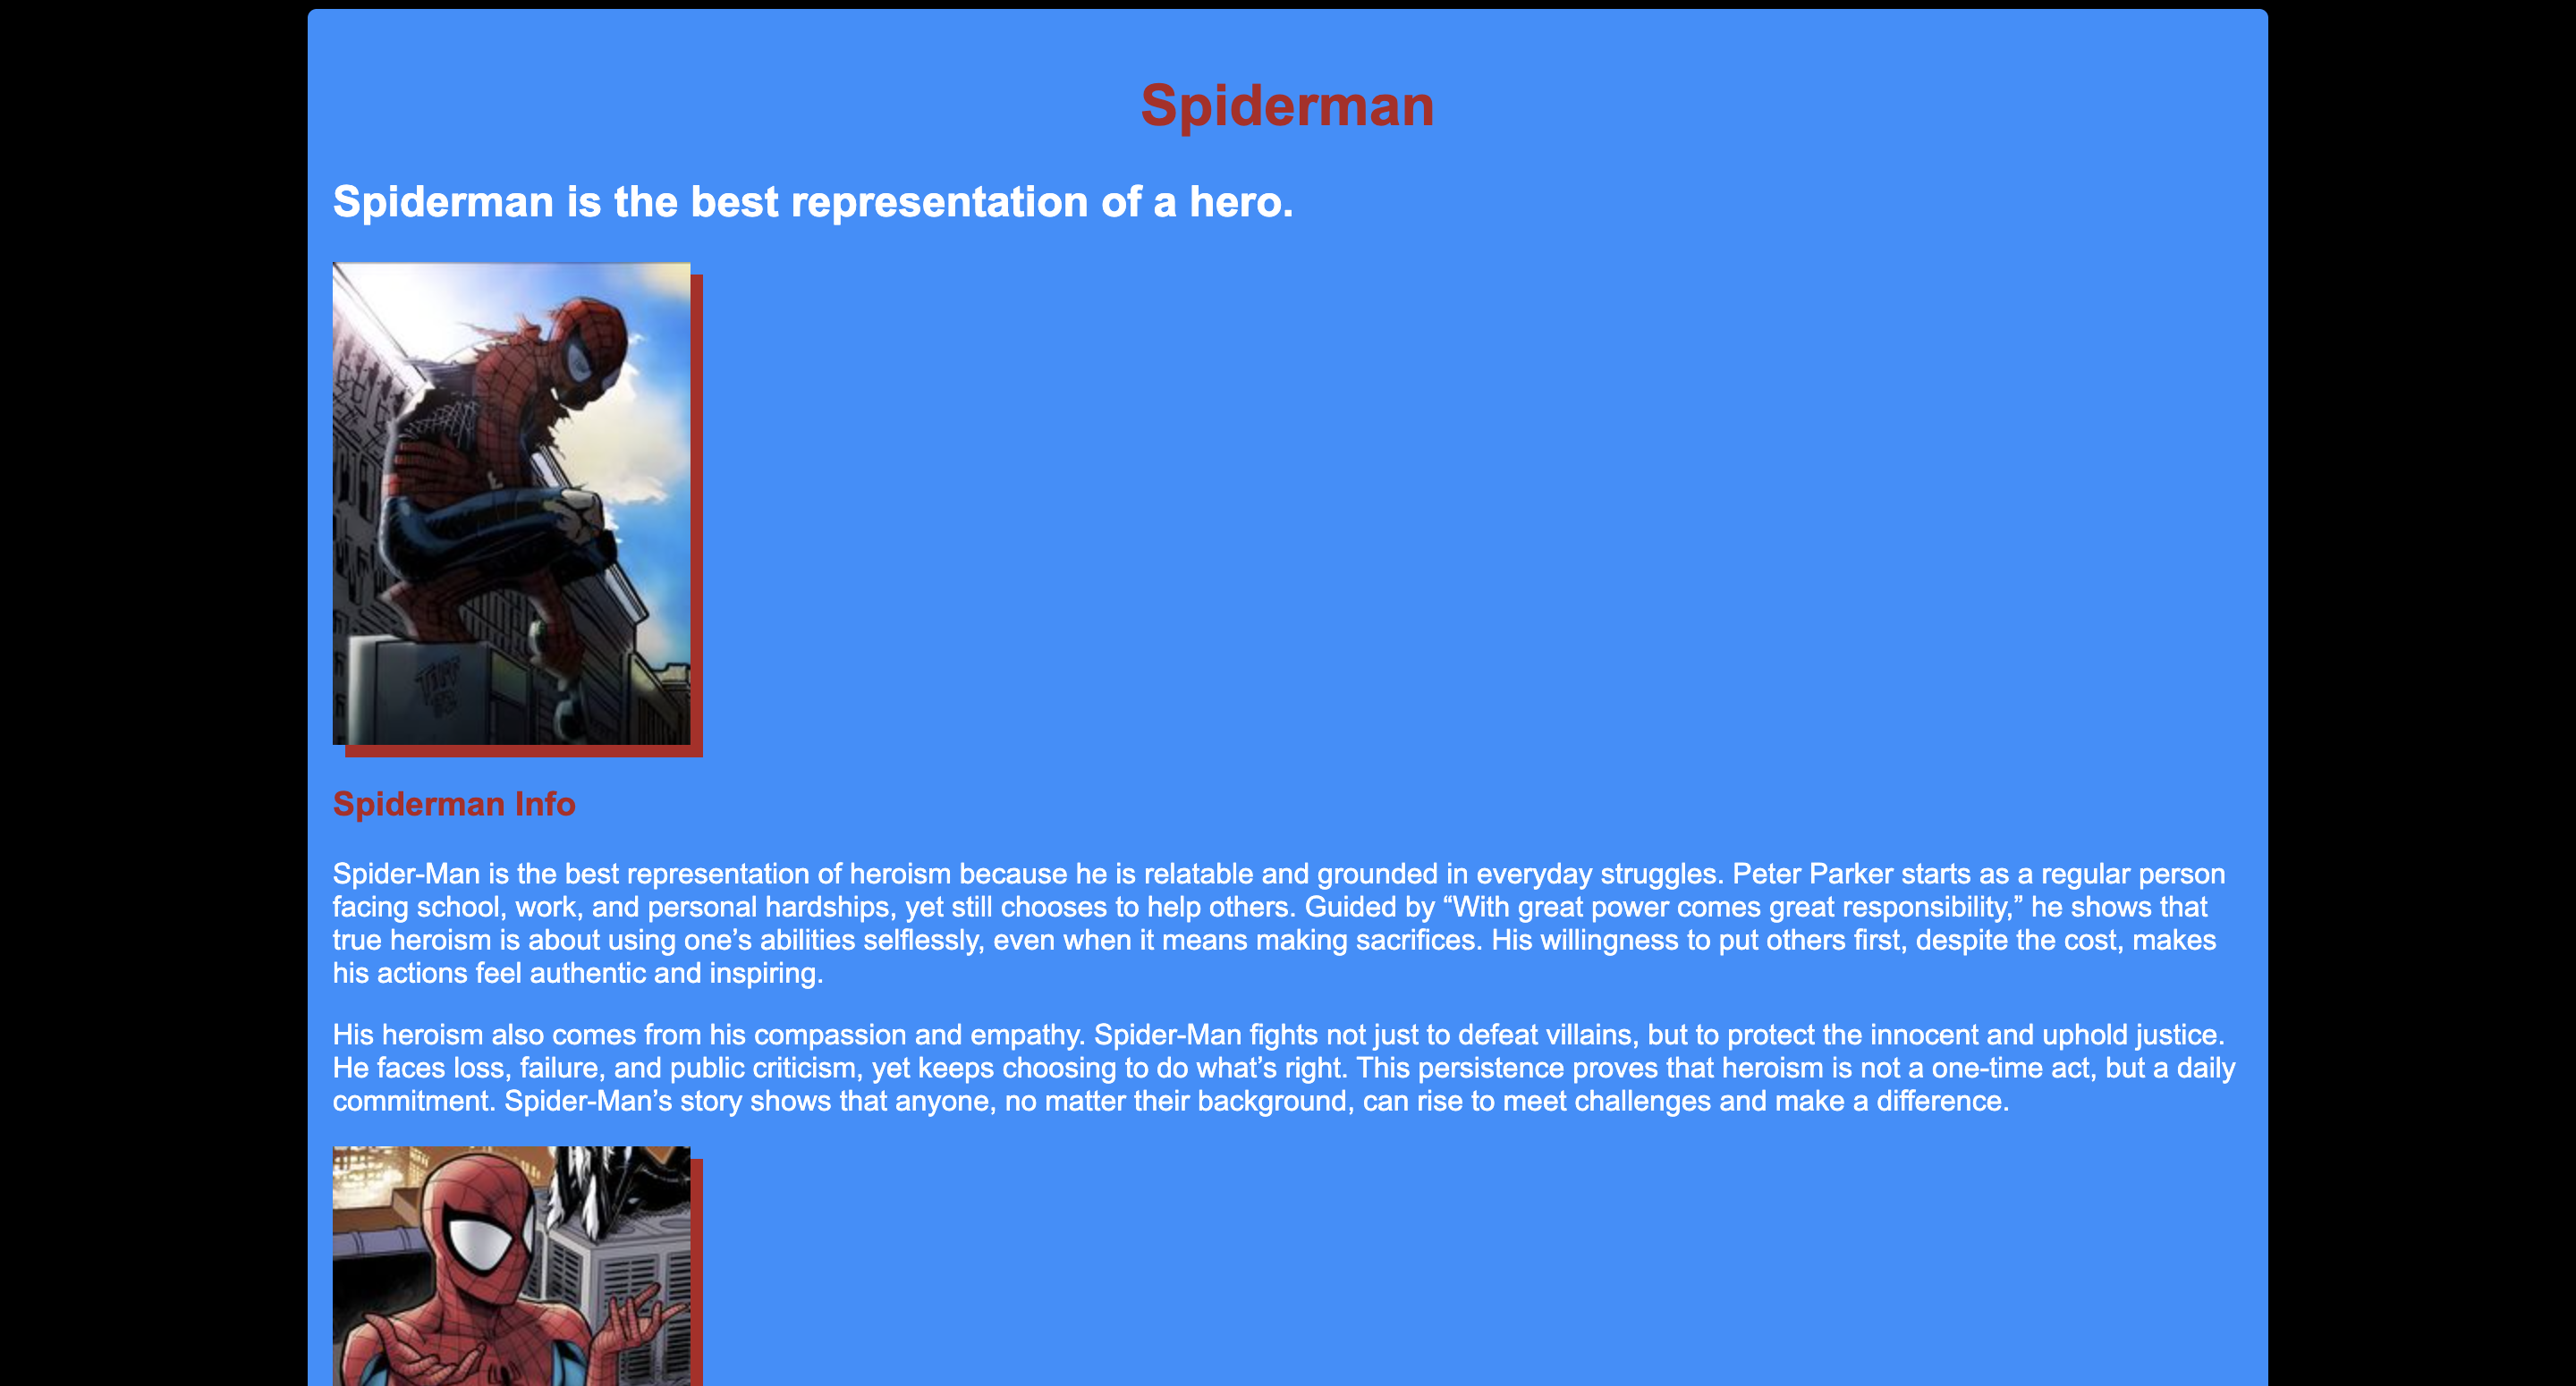 Spiderman
Spiderman is the best representation of a hero.
Spiderman Info
Spider-Man is the best representation of heroism because he is relatable and grounded in everyday struggles. Peter Parker starts as a regular person
facing school, work, and personal hardships, yet still chooses to help others. Guided by “With great power comes great responsibility,” he shows that
true heroism is about using one’s abilities selflessly, even when it means making sacrifices. His willingness to put others first, despite the cost, makes
his actions feel authentic and inspiring.
His heroism also comes from his compassion and empathy. Spider-Man fights not just to defeat villains, but to protect the innocent and uphold justice.
He faces loss, failure, and public criticism, yet keeps choosing to do what’s right. This persistence proves that heroism is not a one-time act, but a daily
commitment. Spider-Man’s story shows that anyone, no matter their background, can rise to meet challenges and make a difference.